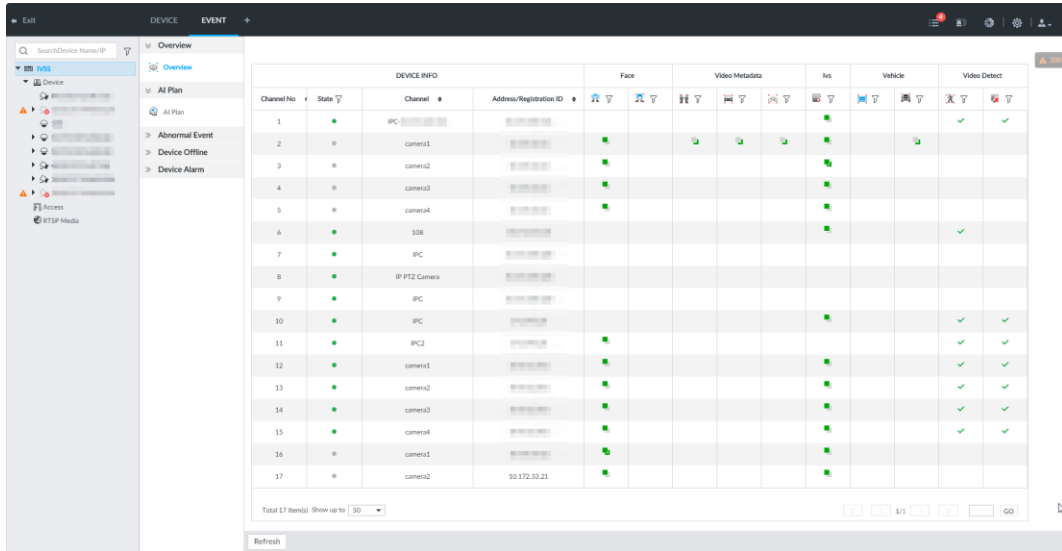 Exit DEVICE EVENT + 4
SearchDevice Name/IP
IVSS
Device
Access
RTSP Media
Overview
Overview
AI Plan
AI Plan
Abnormal Event
Device Offline
Device Alarm
DEVICE INFO Face Video Metadata Ivs Vehicle Video Detect
Channel No State Channel Address/Registration ID
1 IPC-
2 camera1
3 camera2
4 camera3
5 camera4
6 108
7 IPC
8 IP PTZ Camera
9 IPC
10 IPC
11 IPC2
12 camera1
13 camera2
14 camera3
15 camera4
16 camera1
17 camera2 10.172.33.21
Total 17 Item(s) Show up to 50 1/1 GO
Refresh